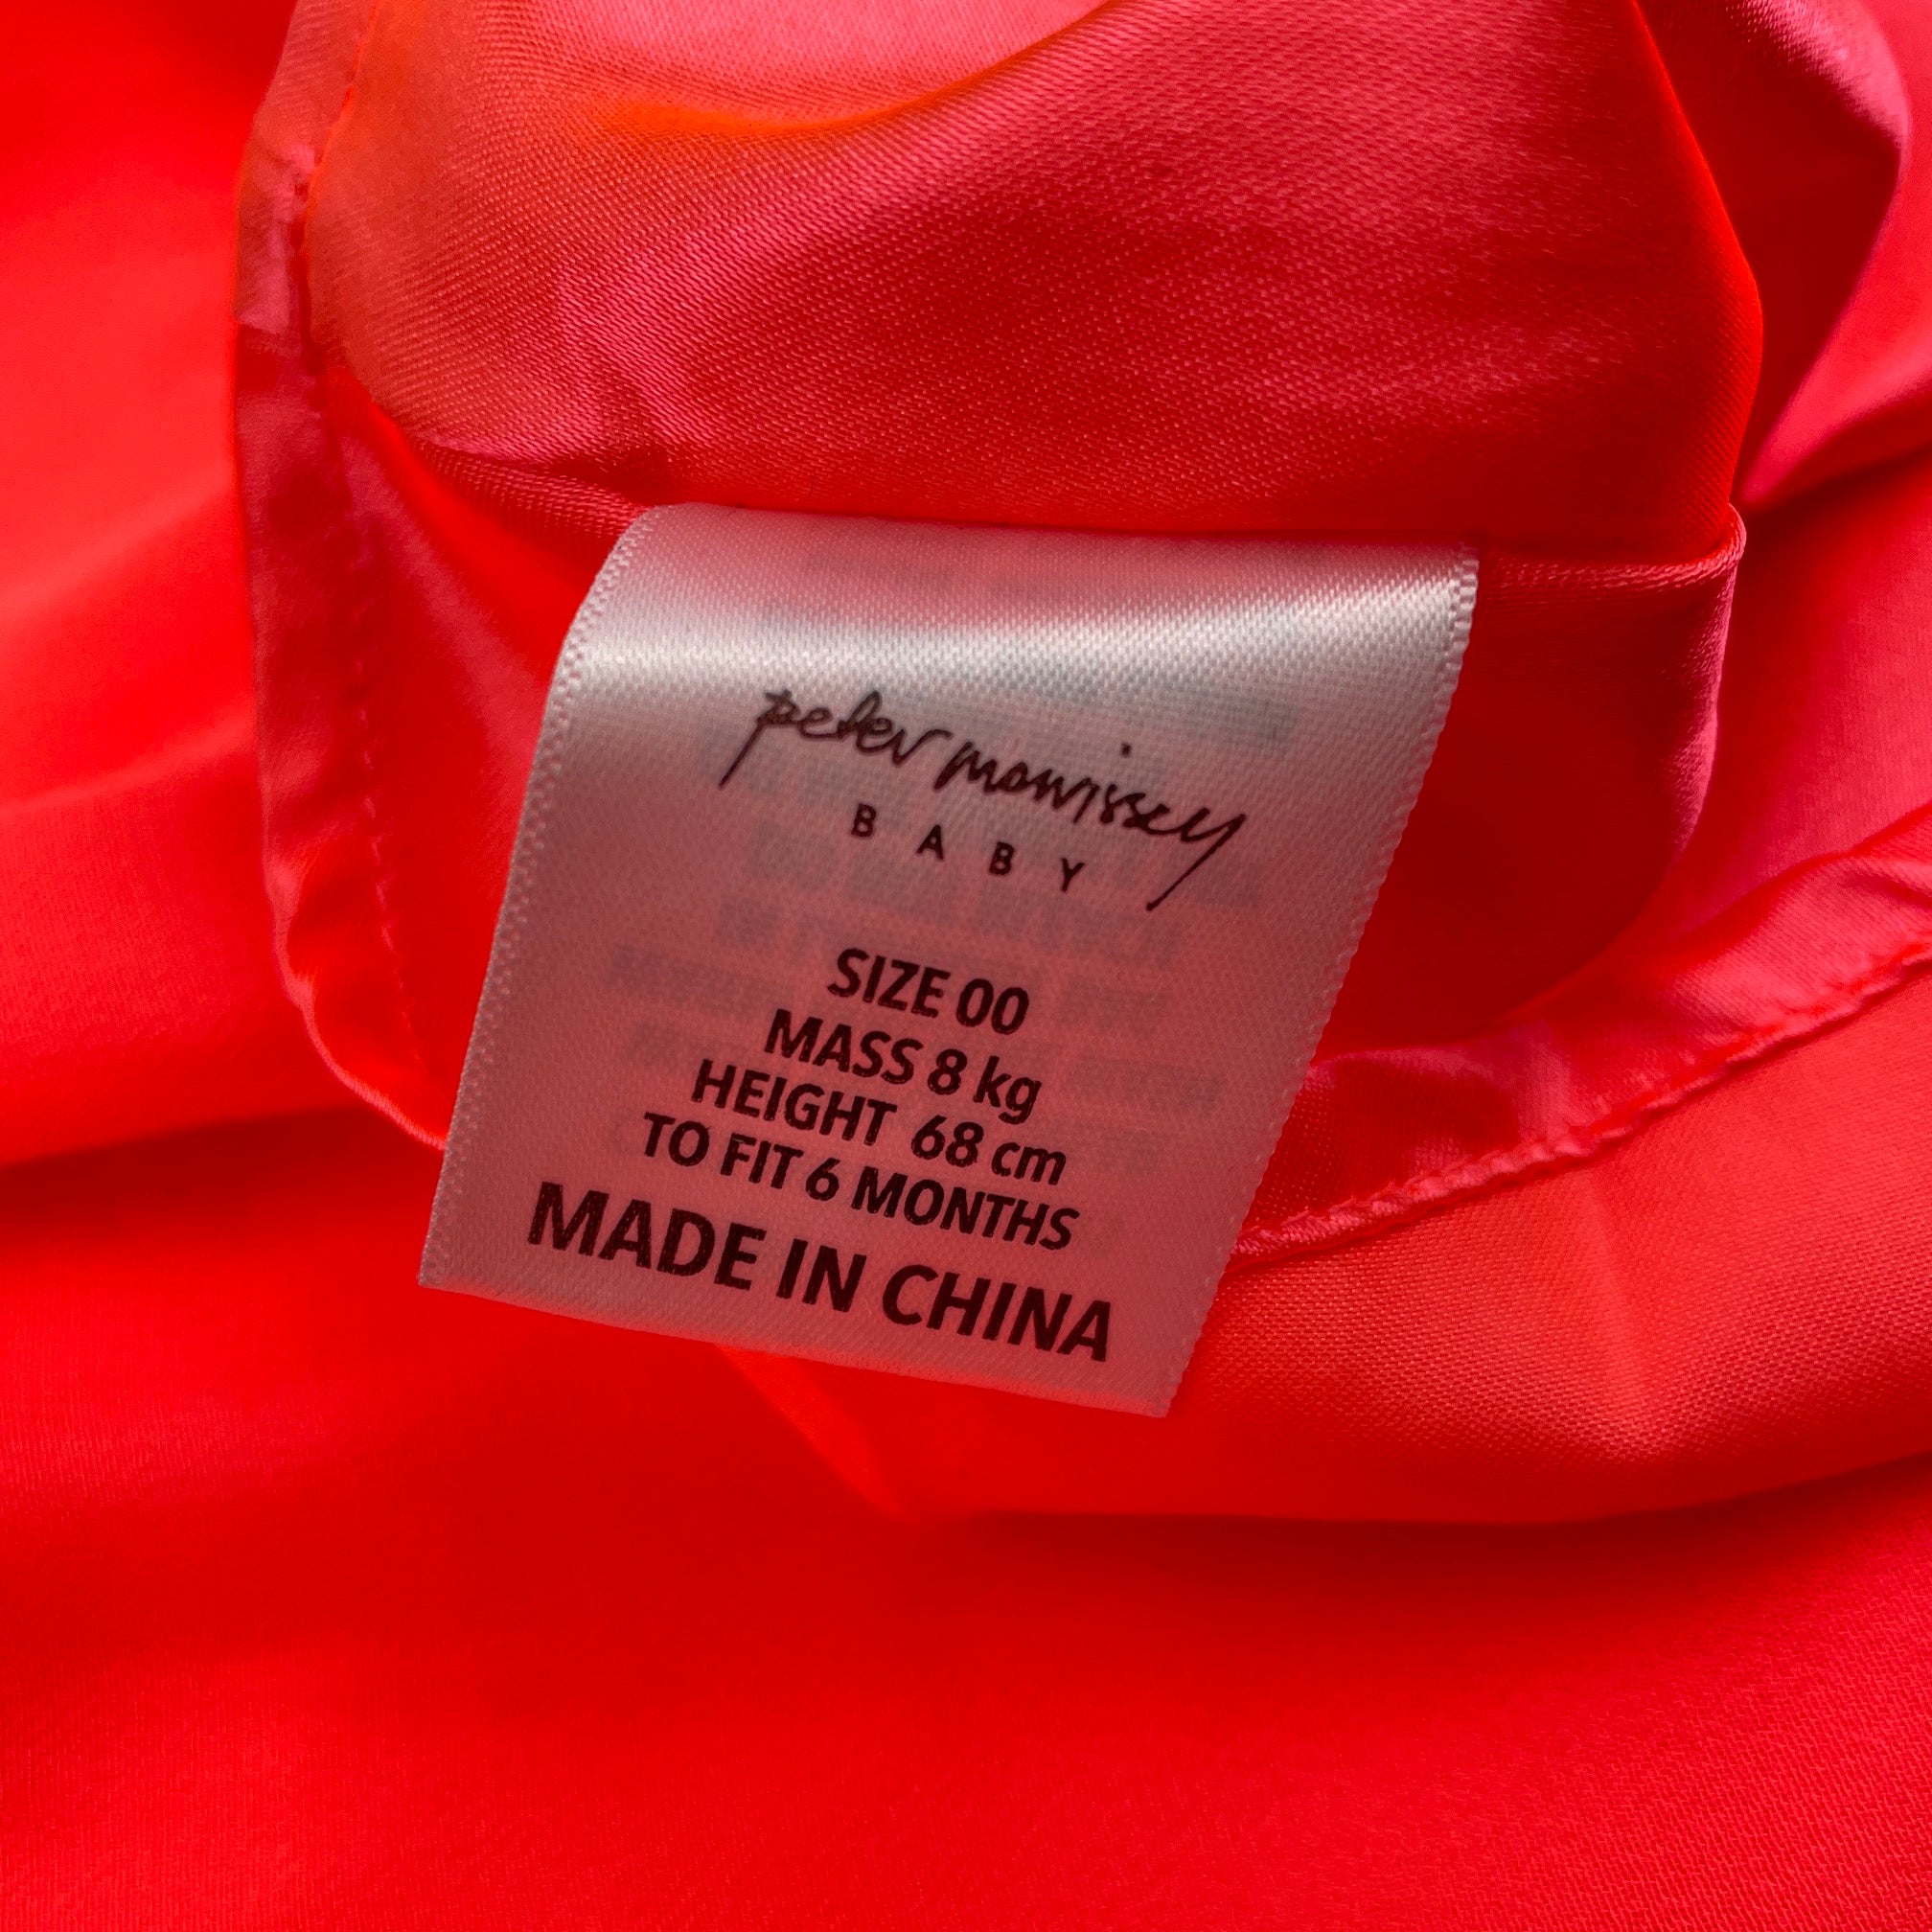 peter morrissey
BABY
SIZE 00
MASS 8 kg
HEIGHT 68 cm
TO FIT 6 MONTHS
MADE IN CHINA